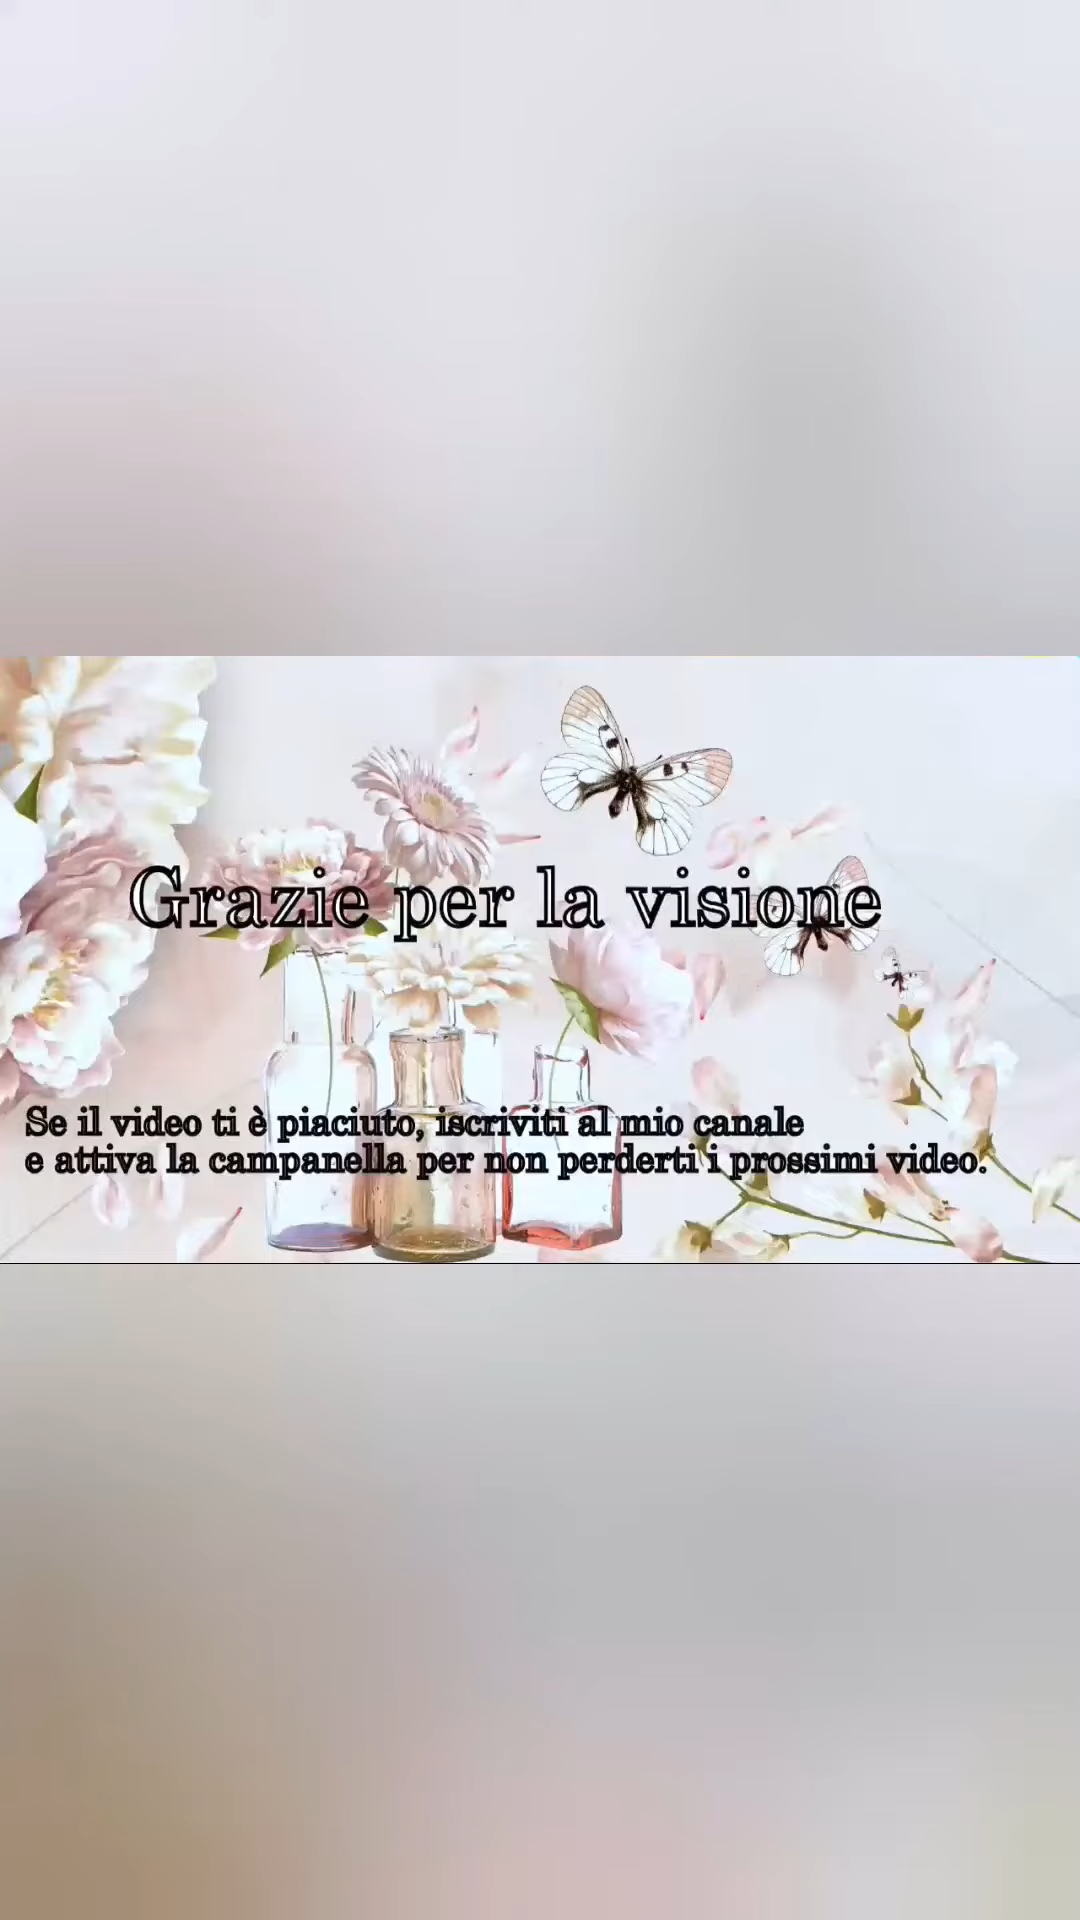 Grazie per la visione
Se il video ti è piaciuto, iscriviti al mio canale
e attiva la campanella per non perderti i prossimi video.